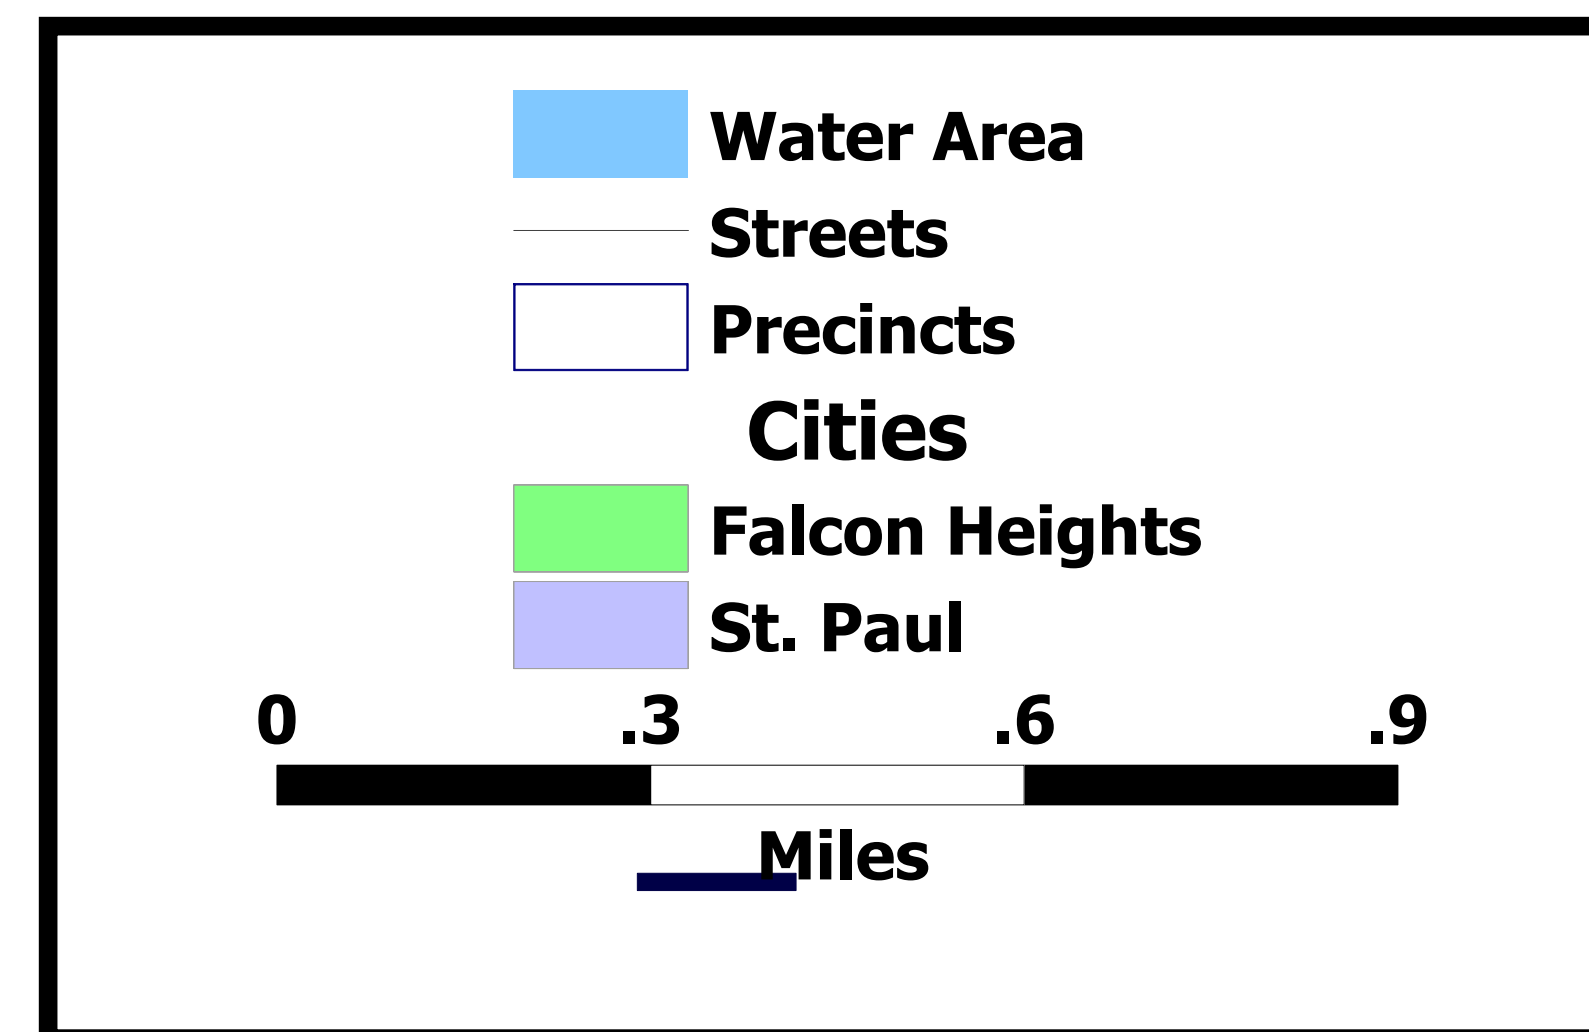 Water Area
Streets
Precincts
Cities
Falcon Heights
St. Paul
0 .3 .6 .9
Miles